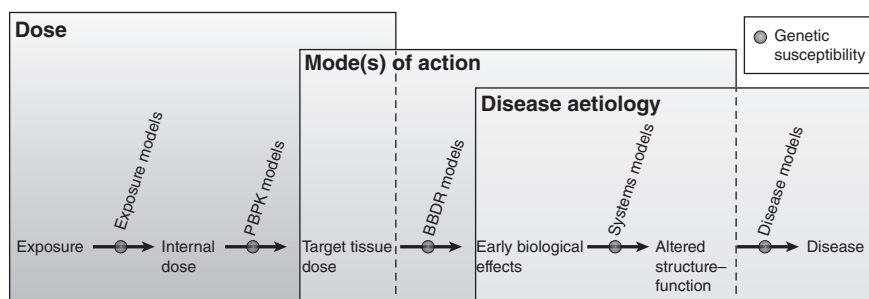 Dose
Mode(s) of action
Disease aetiology
Genetic
susceptibility
Exposure models
PBPK models
BBDR models
Systems models
Disease models
Exposure
Internal
dose
Target tissue
dose
Early biological
effects
Altered
structure–
function
Disease